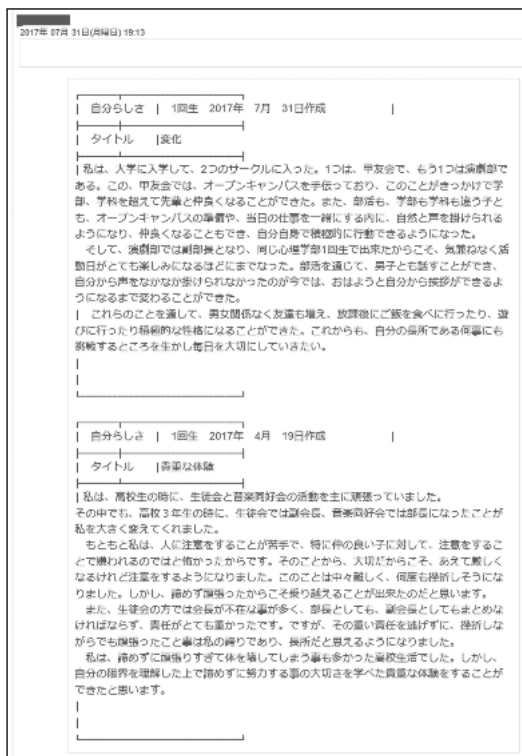 2017年 07月 31日(月曜日) 19:13
| 自分らしさ | 1回生 2017年 7月 31日作成 |
| タイトル |変化
| 私は、大学に入学して、2つのサークルに入った。1つは、甲友会で、もう1つは演劇部で
ある。この、甲友会では、オープンキャンパスを手伝っており、このことがきっかけで学
部、学科を超えて先輩と仲良くなることができた。また、部活も、学部も学科も違う子と
も、オープンキャンパスの準備や、当日の仕事を一緒にする内に、自然と声を掛けられる
ようになり、仲良くなることもでき、自分自身で積極的に行動できるようになった。
そして、演劇部では副部長となり、同じ心理学部1回生で出来たからこそ、気兼ねなく活
動日がとても楽しみになるほどにまでなった。部活を通じて、男子とも話すことができ、
自分から声をなかなか掛けられなかったのが今では、おはようと自分から挨拶ができるよ
うになるまで変わることができた。
| これらのことを通して、男女関係なく友達も増え、放課後にご飯を食べに行ったり、遊
びに行ったり積極的な性格になることができた。これからも、自分の長所である何事にも
挑戦するところを生かし毎日を大切にしていきたい。
|
|
| 自分らしさ | 1回生 2017年 4月 19日作成 |
| タイトル |貴重な体験
| 私は、高校生の時に、生徒会と音楽同好会の活動を主に頑張っていました。
その中でも、高校3年生の時に、生徒会では副会長、音楽同好会では部長になったことが
私を大きく変えてくれました。
もともと私は、人に注意をすることが苦手で、特に仲の良い子に対して、注意をするこ
とで嫌われるのではと怖かったからです。そのことから、大切だからこそ、あえて厳しく
なるけれど注意をするようになりました。このことは中々難しく、何度も挫折しそうにな
りました。しかし、諦めずに頑張ったからこそ乗り越えることが出来たのだと思います。
また、生徒会の方では会長が不在な事が多く、部長としても、副会長としてもまとめな
ければならず、責任がとても重かったです。ですが、その重い責任を逃げずに、挫折しな
がらでも頑張ったこと事は私の誇りであり、長所だと思えるようになりました。
私は、諦めずに頑張りすぎて体を壊してしまう事も多かった高校生活でした。しかし、
自分の限界を理解した上で諦めずに努力する事の大切さを学べた貴重な体験をすることが
できたと思います。
|
|